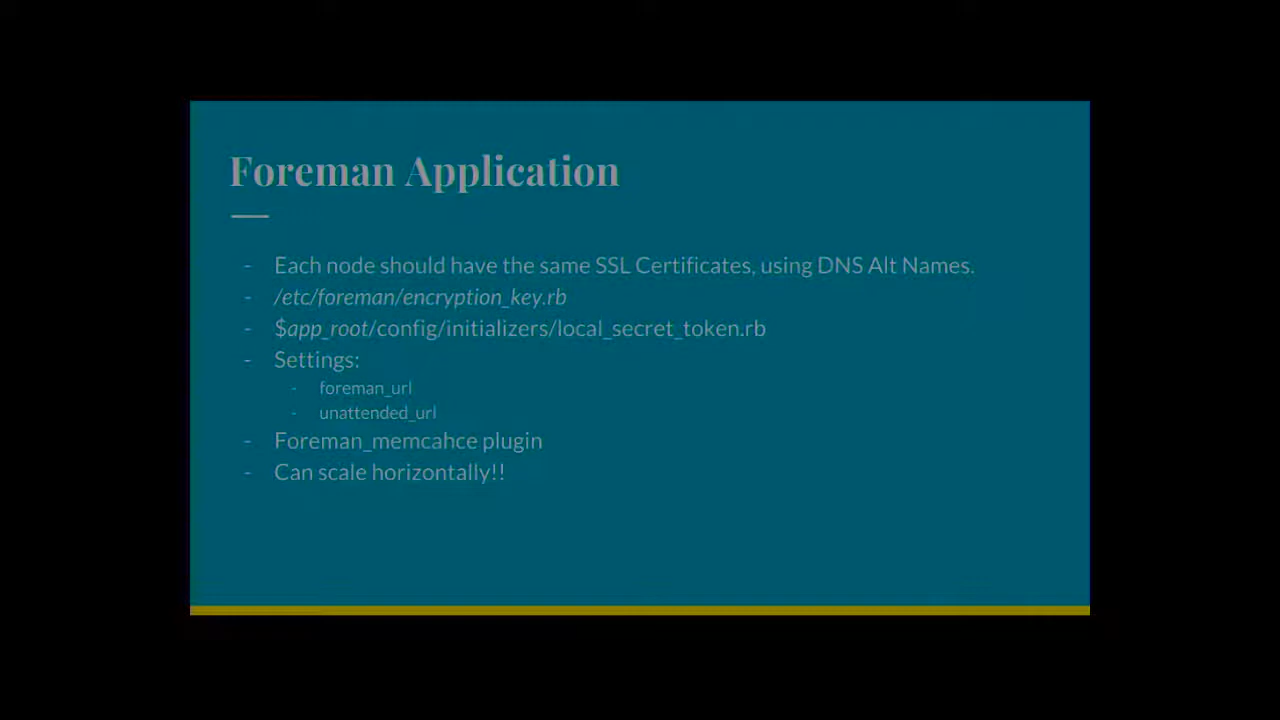 Foreman Application
- Each node should have the same SSL Certificates, using DNS Alt Names.
- /etc/foreman/encryption_key.rb
- $app_root/config/initializers/local_secret_token.rb
- Settings:
- foreman_url
- unattended_url
- Foreman_memcahce plugin
- Can scale horizontally!!